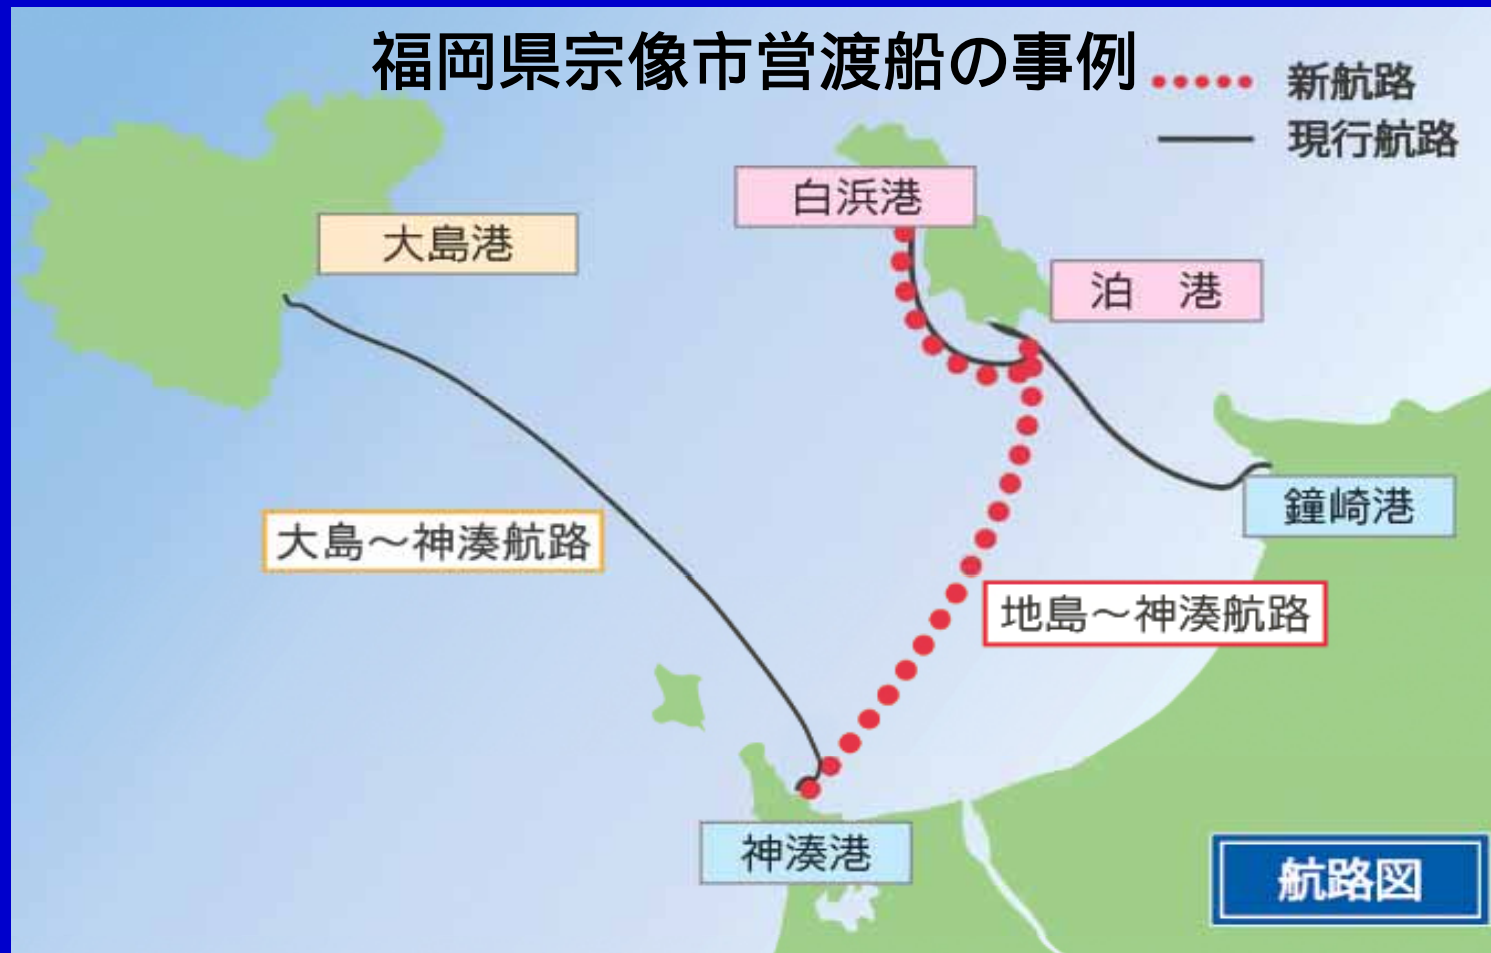 福岡県宗像市営渡船の事例
新航路
現行航路
白浜港
大島港
泊　港
鐘崎港
大島～神湊航路
地島～神湊航路
神湊港
航路図